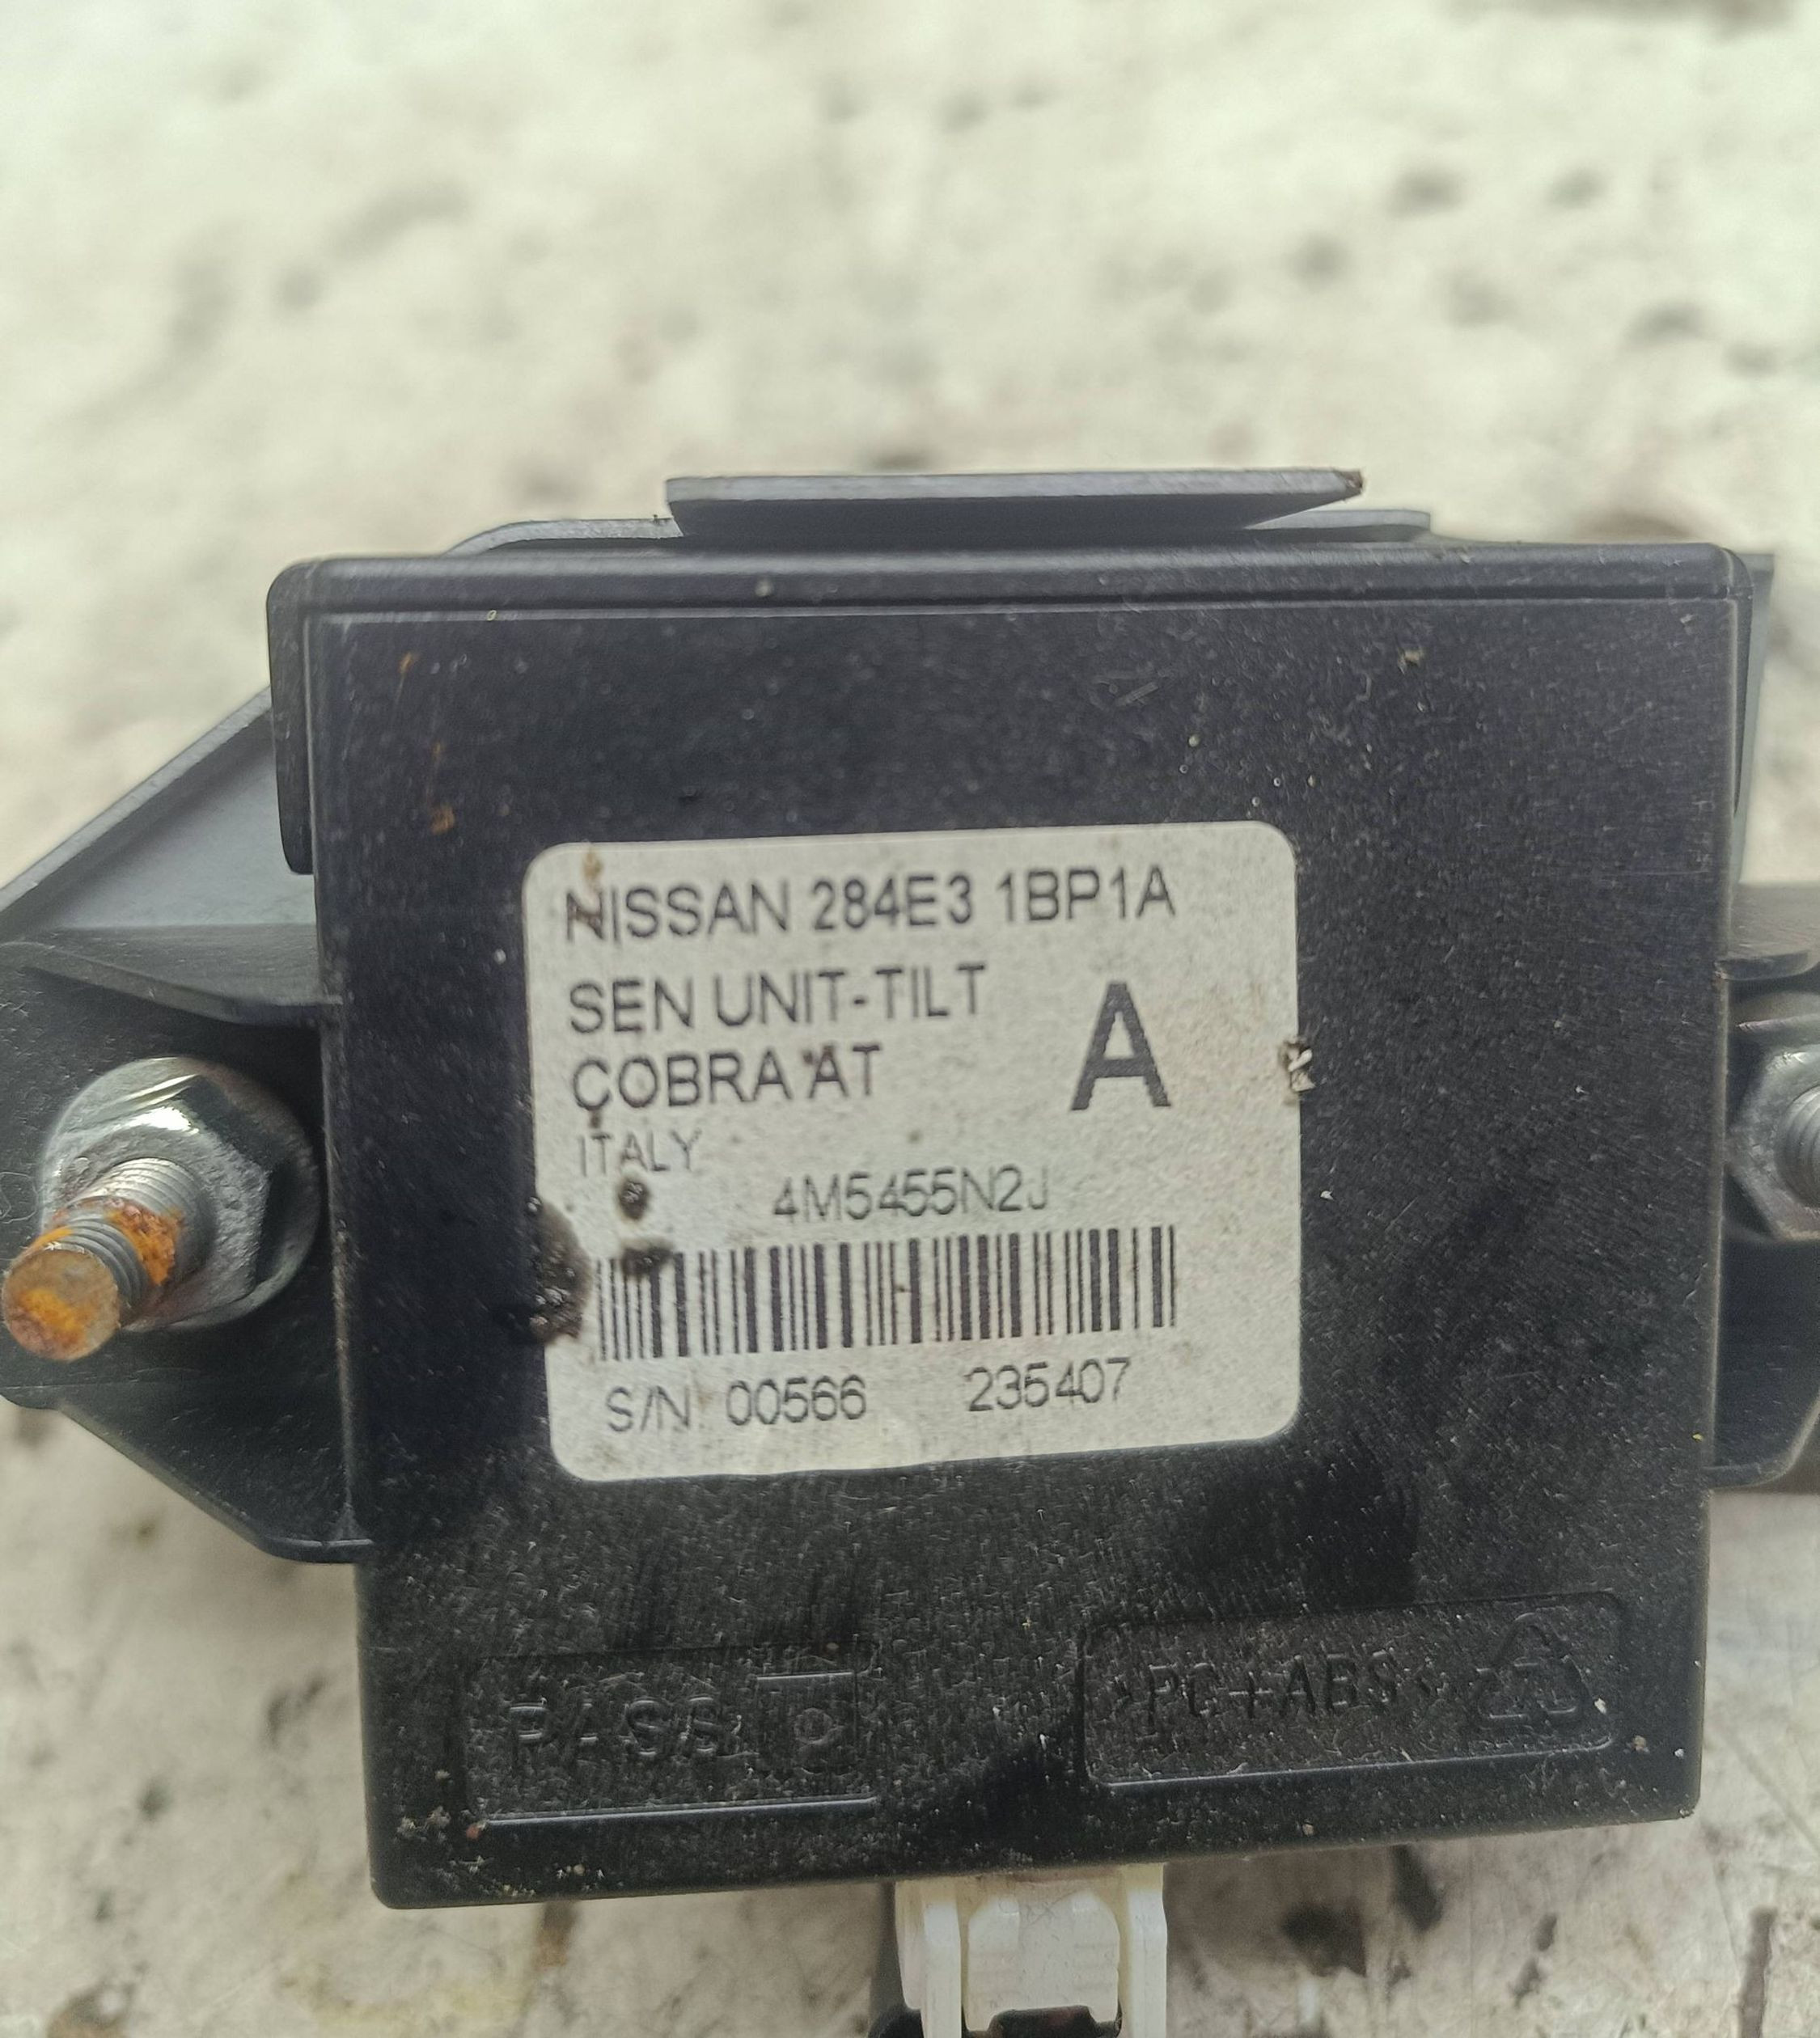 NISSAN 284E3 1BP1A
SEN UNIT-TILT
COBRA AT
A
ITALY
4M5455N2J
S/N: 00566 235407
PASS
>PC+ABS<